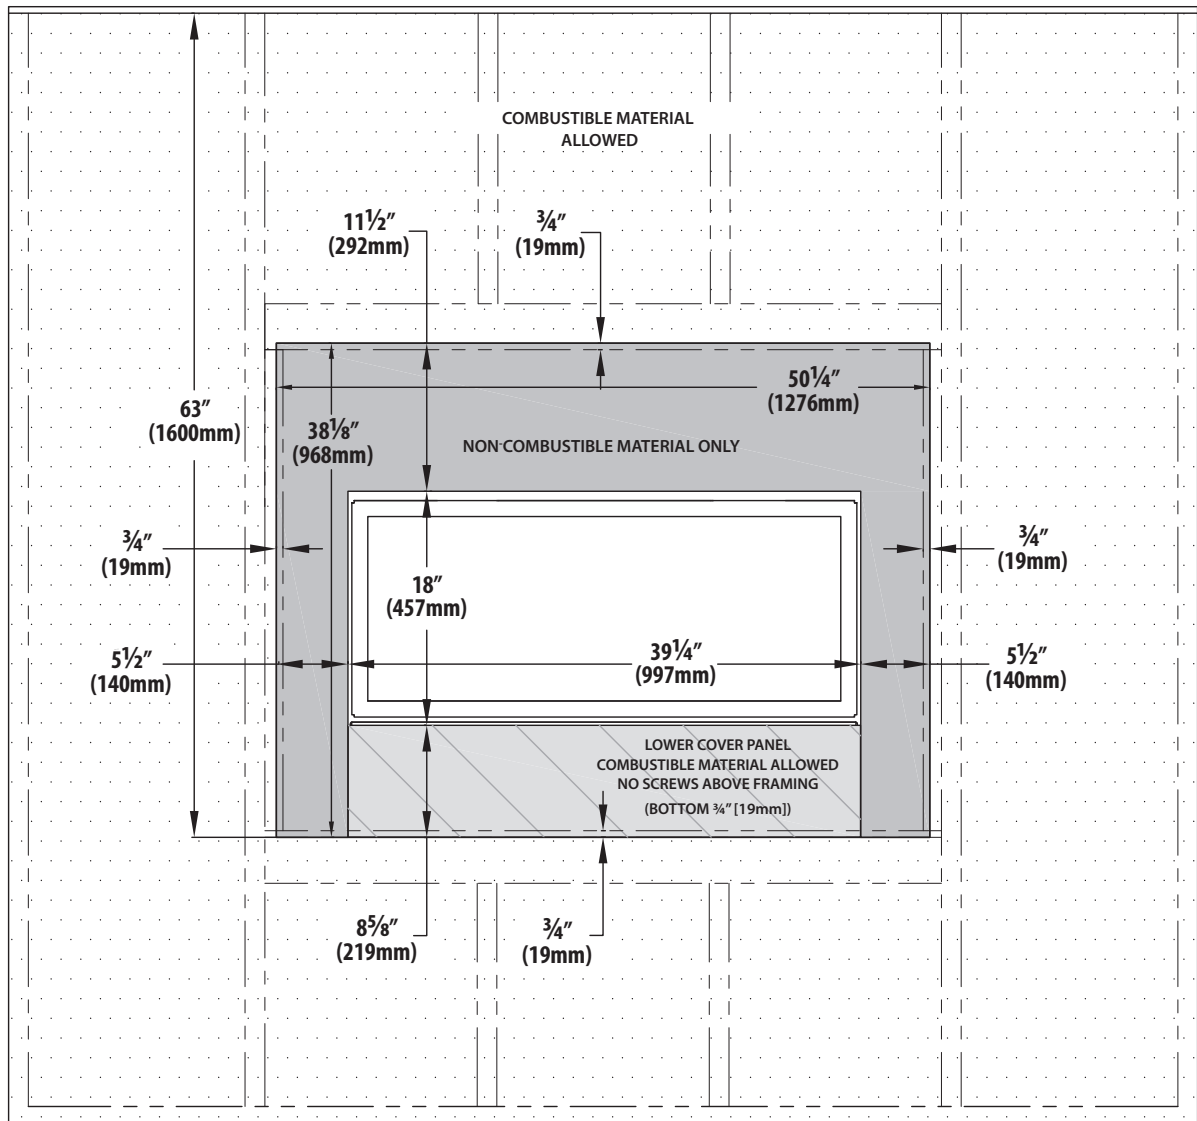 COMBUSTIBLE MATERIAL
ALLOWED
11½″
(292mm)
¾″
(19mm)
50¼″
(1276mm)
63″
(1600mm)
38⅛″
(968mm)
NON-COMBUSTIBLE MATERIAL ONLY
¾″
(19mm)
¾″
(19mm)
18″
(457mm)
5½″
(140mm)
39¼″
(997mm)
5½″
(140mm)
LOWER COVER PANEL
COMBUSTIBLE MATERIAL ALLOWED
NO SCREWS ABOVE FRAMING
(BOTTOM ¾″ [19mm])
8⅝″
(219mm)
¾″
(19mm)